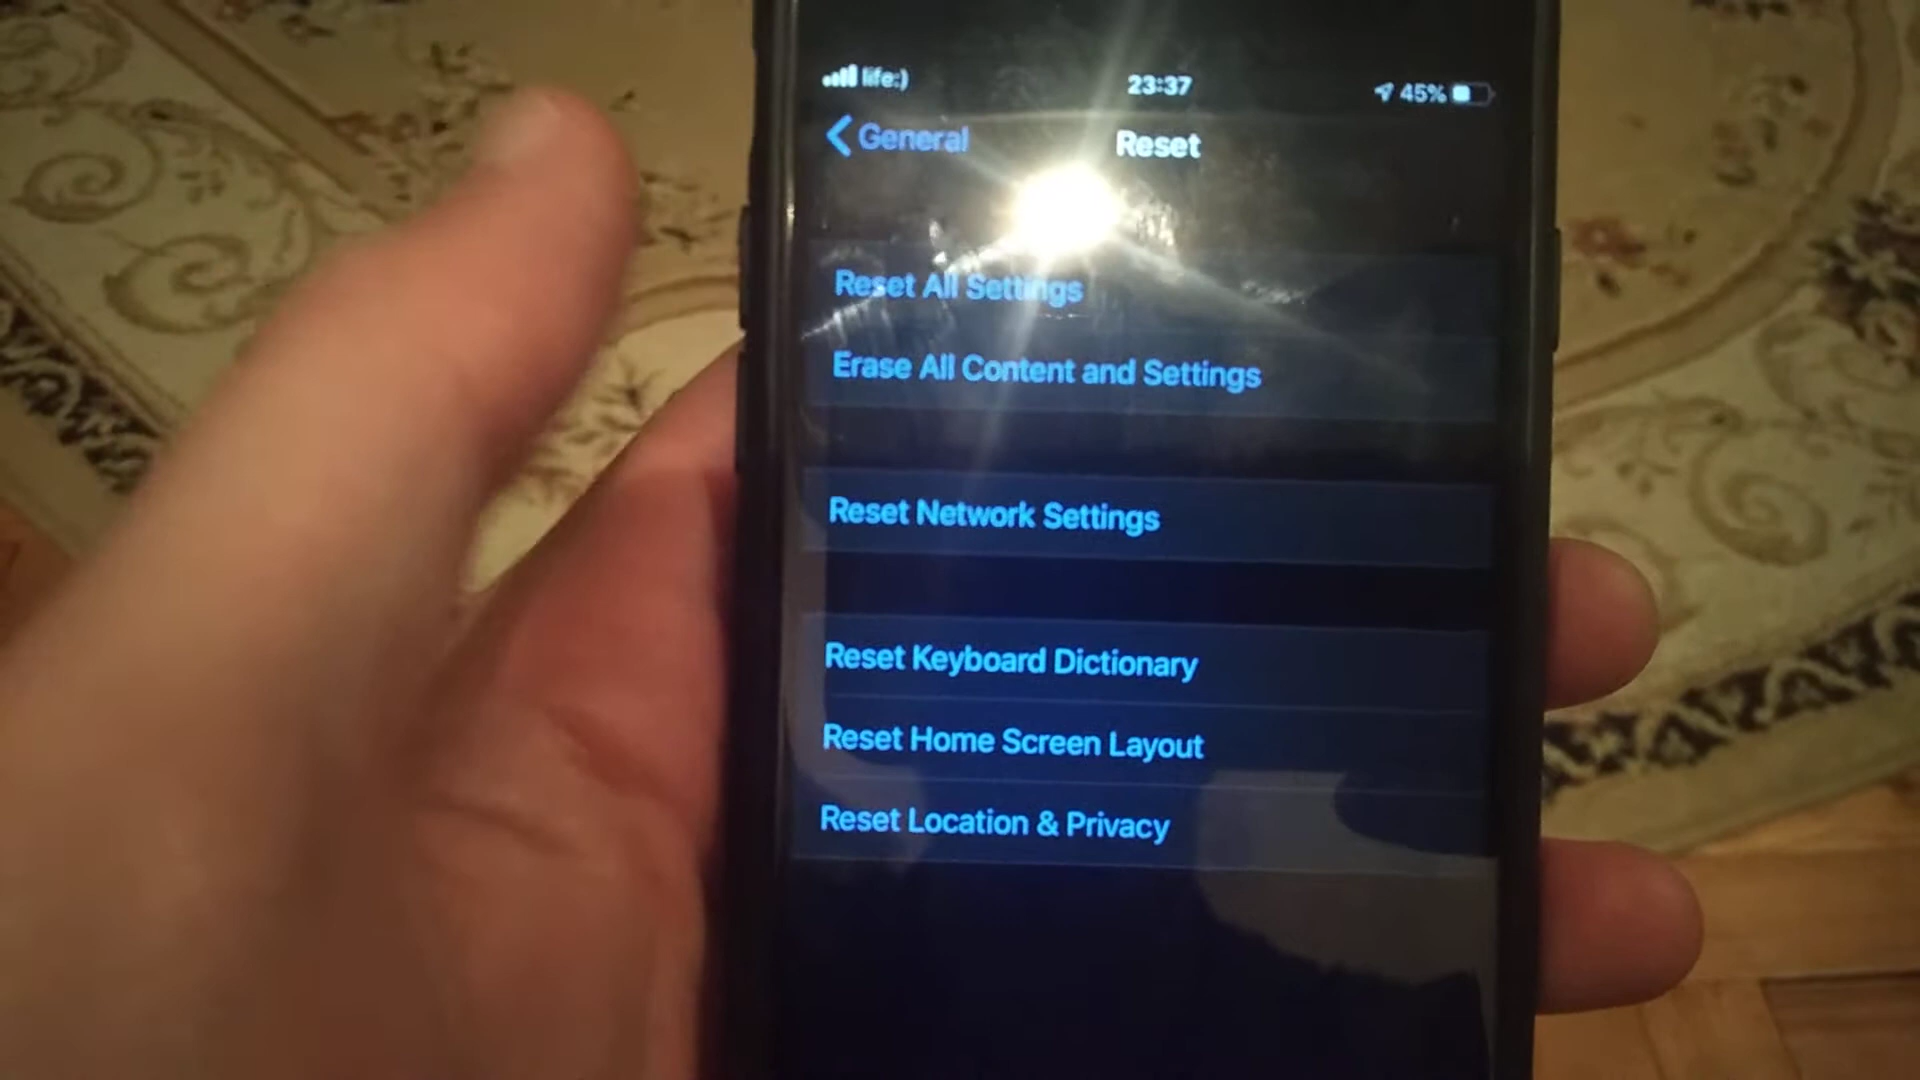 life:) 23:37 45%
General Reset
Reset All Settings
Erase All Content and Settings
Reset Network Settings
Reset Keyboard Dictionary
Reset Home Screen Layout
Reset Location & Privacy